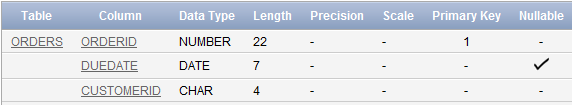 Table Column Data Type Length Precision Scale Primary Key Nullable
ORDERS ORDERID NUMBER 22 - - 1 -
DUEDATE DATE 7 - - - ✓
CUSTOMERID CHAR 4 - - - -